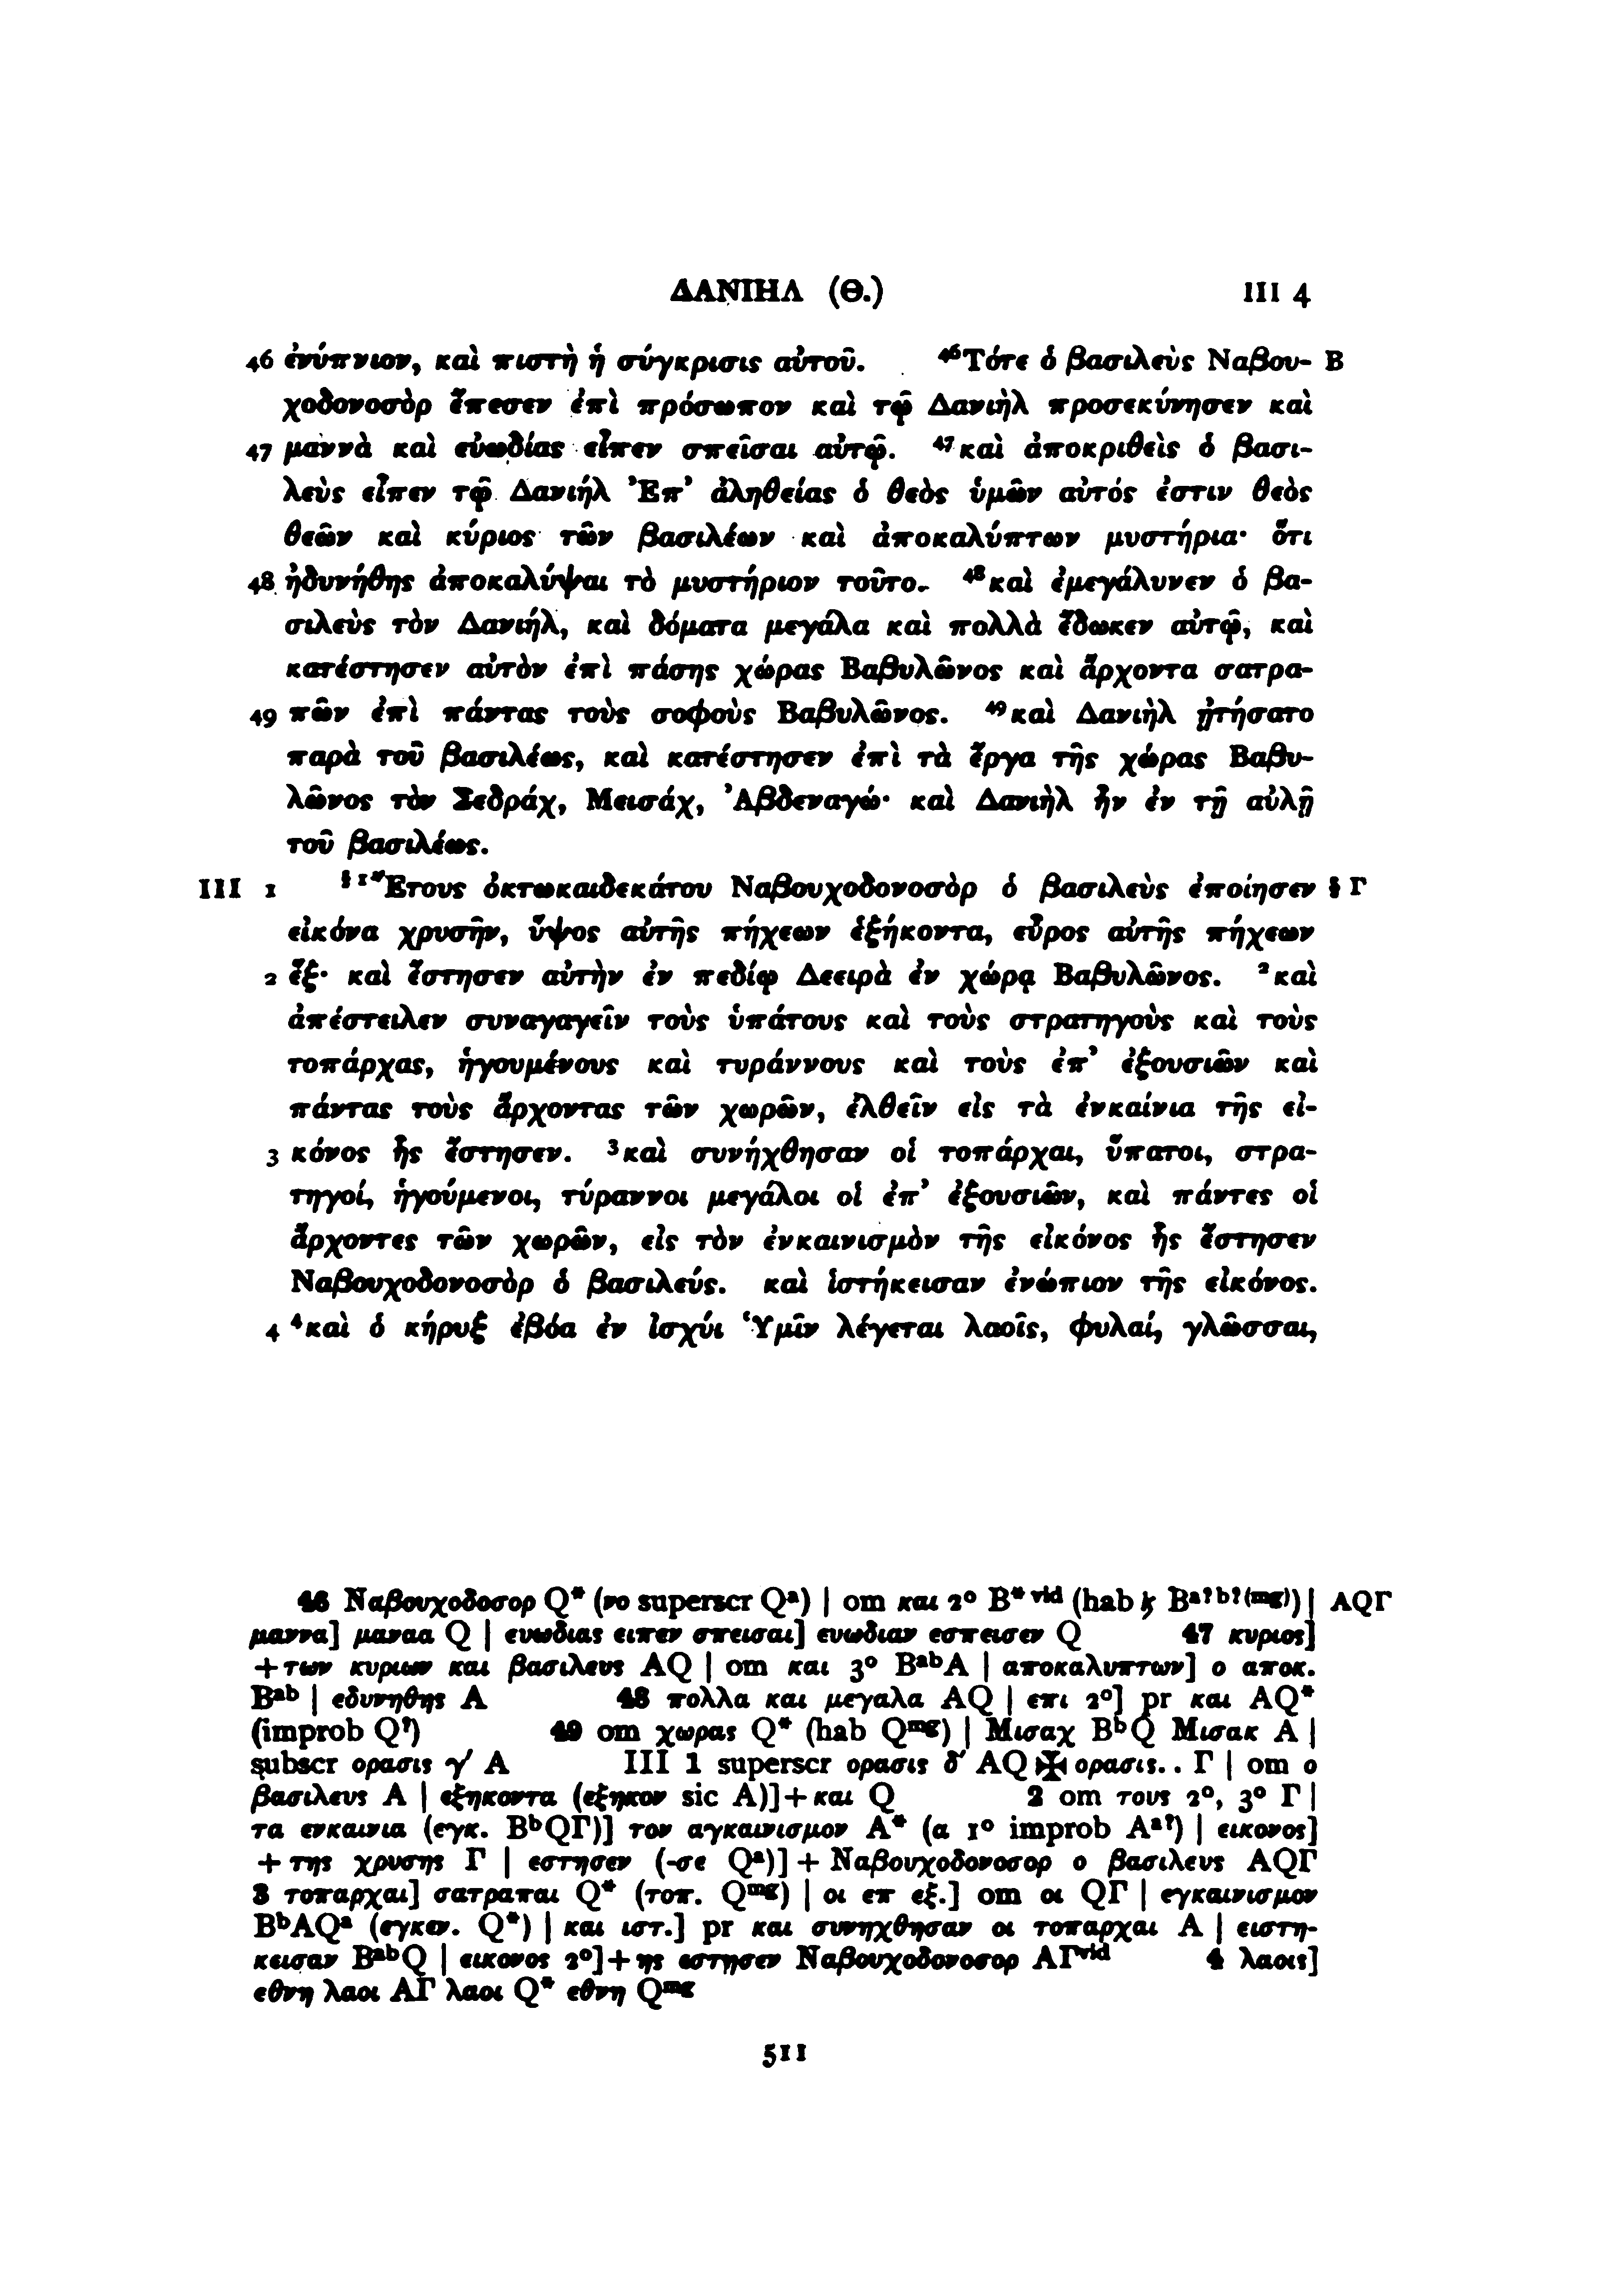 ΔΑΝΙΗΛ (Θ.) III 4
46 ἐνύπνιον, καὶ πιστὴ ἡ σύγκρισις αὐτοῦ. ⁴⁶Τότε ὁ βασιλεὺς Ναβου- B
χοδονοσὸρ ἔπεσεν ἐπὶ πρόσωπον καὶ τῷ Δανιὴλ προσεκύνησεν καὶ
47 μαννὰ καὶ εὐωδίας εἶπεν σπεῖσαι αὐτῷ. ⁴⁷καὶ ἀποκριθεὶς ὁ βασι-
λεὺς εἶπεν τῷ Δανιήλ Ἐπ’ ἀληθείας ὁ θεὸς ὑμῶν αὐτός ἐστιν θεὸς
θεῶν καὶ κύριος τῶν βασιλέων καὶ ἀποκαλύπτων μυστήρια· ὅτι
48 ἠδυνήθης ἀποκαλύψαι τὸ μυστήριον τοῦτο. ⁴⁸καὶ ἐμεγάλυνεν ὁ βα-
σιλεὺς τὸν Δανιήλ, καὶ δόματα μεγάλα καὶ πολλὰ ἔδωκεν αὐτῷ, καὶ
κατέστησεν αὐτὸν ἐπὶ πάσης χώρας Βαβυλῶνος καὶ ἄρχοντα σατρα-
49 πῶν ἐπὶ πάντας τοὺς σοφοὺς Βαβυλῶνος. ⁴⁹καὶ Δανιὴλ ᾐτήσατο
παρὰ τοῦ βασιλέως, καὶ κατέστησεν ἐπὶ τὰ ἔργα τῆς χώρας Βαβυ-
λῶνος τὸν Σεδράχ, Μεισάχ, Ἀβδεναγώ· καὶ Δανιὴλ ἦν ἐν τῇ αὐλῇ
τοῦ βασιλέως.
III 1 §¹Ἔτους ὀκτωκαιδεκάτου Ναβουχοδονοσὸρ ὁ βασιλεὺς ἐποίησεν § Γ
εἰκόνα χρυσῆν, ὕψος αὐτῆς πήχεων ἑξήκοντα, εὖρος αὐτῆς πήχεων
2 ἕξ· καὶ ἔστησεν αὐτὴν ἐν πεδίῳ Δεειρὰ ἐν χώρᾳ Βαβυλῶνος. ²καὶ
ἀπέστειλεν συναγαγεῖν τοὺς ὑπάτους καὶ τοὺς στρατηγοὺς καὶ τοὺς
τοπάρχας, ἡγουμένους καὶ τυράννους καὶ τοὺς ἐπ’ ἐξουσιῶν καὶ
πάντας τοὺς ἄρχοντας τῶν χωρῶν, ἐλθεῖν εἰς τὰ ἐνκαίνια τῆς εἰ-
3 κόνος ἧς ἔστησεν. ³καὶ συνήχθησαν οἱ τοπάρχαι, ὕπατοι, στρα-
τηγοί, ἡγούμενοι, τύραννοι μεγάλοι οἱ ἐπ’ ἐξουσιῶν, καὶ πάντες οἱ
ἄρχοντες τῶν χωρῶν, εἰς τὸν ἐνκαινισμὸν τῆς εἰκόνος ἧς ἔστησεν
Ναβουχοδονοσὸρ ὁ βασιλεύς. καὶ ἱστήκεισαν ἐνώπιον τῆς εἰκόνος.
4 ⁴καὶ ὁ κήρυξ ἐβόα ἐν ἰσχύι Ὑμῖν λέγεται λαοῖς, φυλαί, γλῶσσαι,
46 Ναβουχοδοσορ Q* (νο superscr Qᵃ) | om και 2° B*ᵛⁱᵈ (hab ϗ Bᵃ?ᵇ?⁽ᵐᵍ⁾) | AQΓ
μαννα] μαναα Q | ευωδιας ειπεν σπεισαι] ευωδιαν εσπεισεν Q 47 κυριος]
+των κυριων και βασιλευς AQ | om και 3° BᵃᵇA | αποκαλυπτων] ο αποκ.
Bᵃᵇ | εδυνηθης A 48 πολλα και μεγαλα AQ | επι 2°] pr και AQ*
(improb Q?) 49 om χωρας Q* (hab Qᵐᵍ) | Μισαχ BᵇQ Μισακ A |
subscr ορασις γ′ A III 1 superscr ορασις δ′ AQ ✠ ορασις.. Γ | om ο
βασιλευς A | εξηκοντα (εξηκον sic A)]+και Q 2 om τους 2°, 3° Γ |
τα ενκαινια (εγκ. BᵇQΓ)] τον αγκαινισμον A* (α 1° improb Aᵃ?) | εικονος]
+της χρυσης Γ | εστησεν (-σε Qᵃ)]+Ναβουχοδονοσορ ο βασιλευς AQΓ
3 τοπαρχαι] σατραπαι Q* (τοπ. Qᵐᵍ) | οι επ εξ.] om οι QΓ | εγκαινισμον
BᵇAQᵃ (εγκεν. Q*) | και ιστ.] pr και συνηχθησαν οι τοπαρχαι A | ειστη-
κεισαν BᵃᵇQ | εικονος 2°]+ης εστησεν Ναβουχοδονοσορ AΓᵛⁱᵈ 4 λαοις]
εθνη λαοι AΓ λαοι Q* εθνη Qᵐᵍ
511